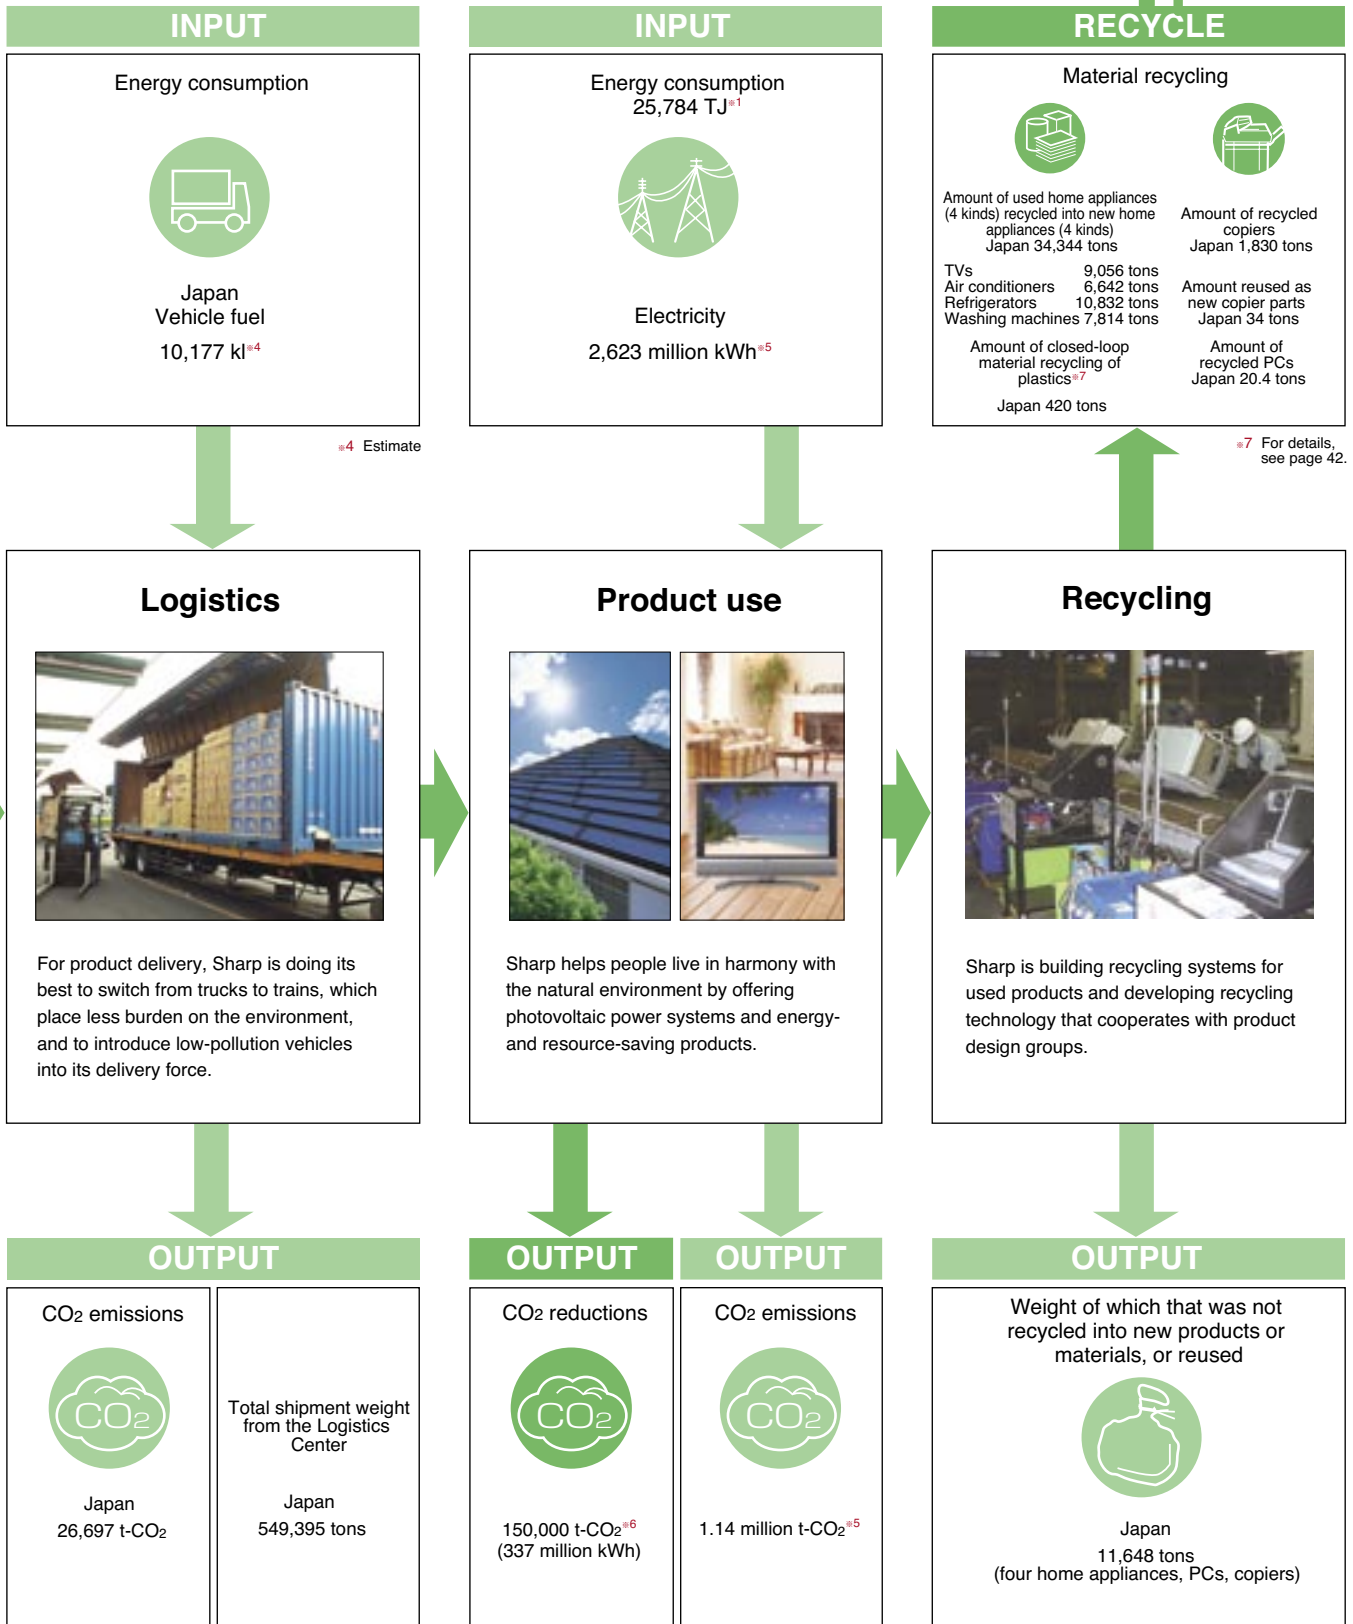 INPUT
Energy consumption
Japan
Vehicle fuel
10,177 kl※4
※4 Estimate
INPUT
Energy consumption
25,784 TJ※1
Electricity
2,623 million kWh※5
RECYCLE
Material recycling
Amount of used home appliances
(4 kinds) recycled into new home
appliances (4 kinds)
Japan 34,344 tons
TVs 9,056 tons
Air conditioners 6,642 tons
Refrigerators 10,832 tons
Washing machines 7,814 tons
Amount of closed-loop
material recycling of
plastics※7
Japan 420 tons
Amount of recycled
copiers
Japan 1,830 tons
Amount reused as
new copier parts
Japan 34 tons
Amount of
recycled PCs
Japan 20.4 tons
※7 For details,
see page 42.
Logistics
For product delivery, Sharp is doing its
best to switch from trucks to trains, which
place less burden on the environment,
and to introduce low-pollution vehicles
into its delivery force.
Product use
Sharp helps people live in harmony with
the natural environment by offering
photovoltaic power systems and energy-
and resource-saving products.
Recycling
Sharp is building recycling systems for
used products and developing recycling
technology that cooperates with product
design groups.
OUTPUT
CO2 emissions
CO2
Japan
26,697 t-CO2
Total shipment weight
from the Logistics
Center
Japan
549,395 tons
OUTPUT
CO2 reductions
CO2
150,000 t-CO2※6
(337 million kWh)
OUTPUT
CO2 emissions
CO2
1.14 million t-CO2※5
OUTPUT
Weight of which that was not
recycled into new products or
materials, or reused
Japan
11,648 tons
(four home appliances, PCs, copiers)